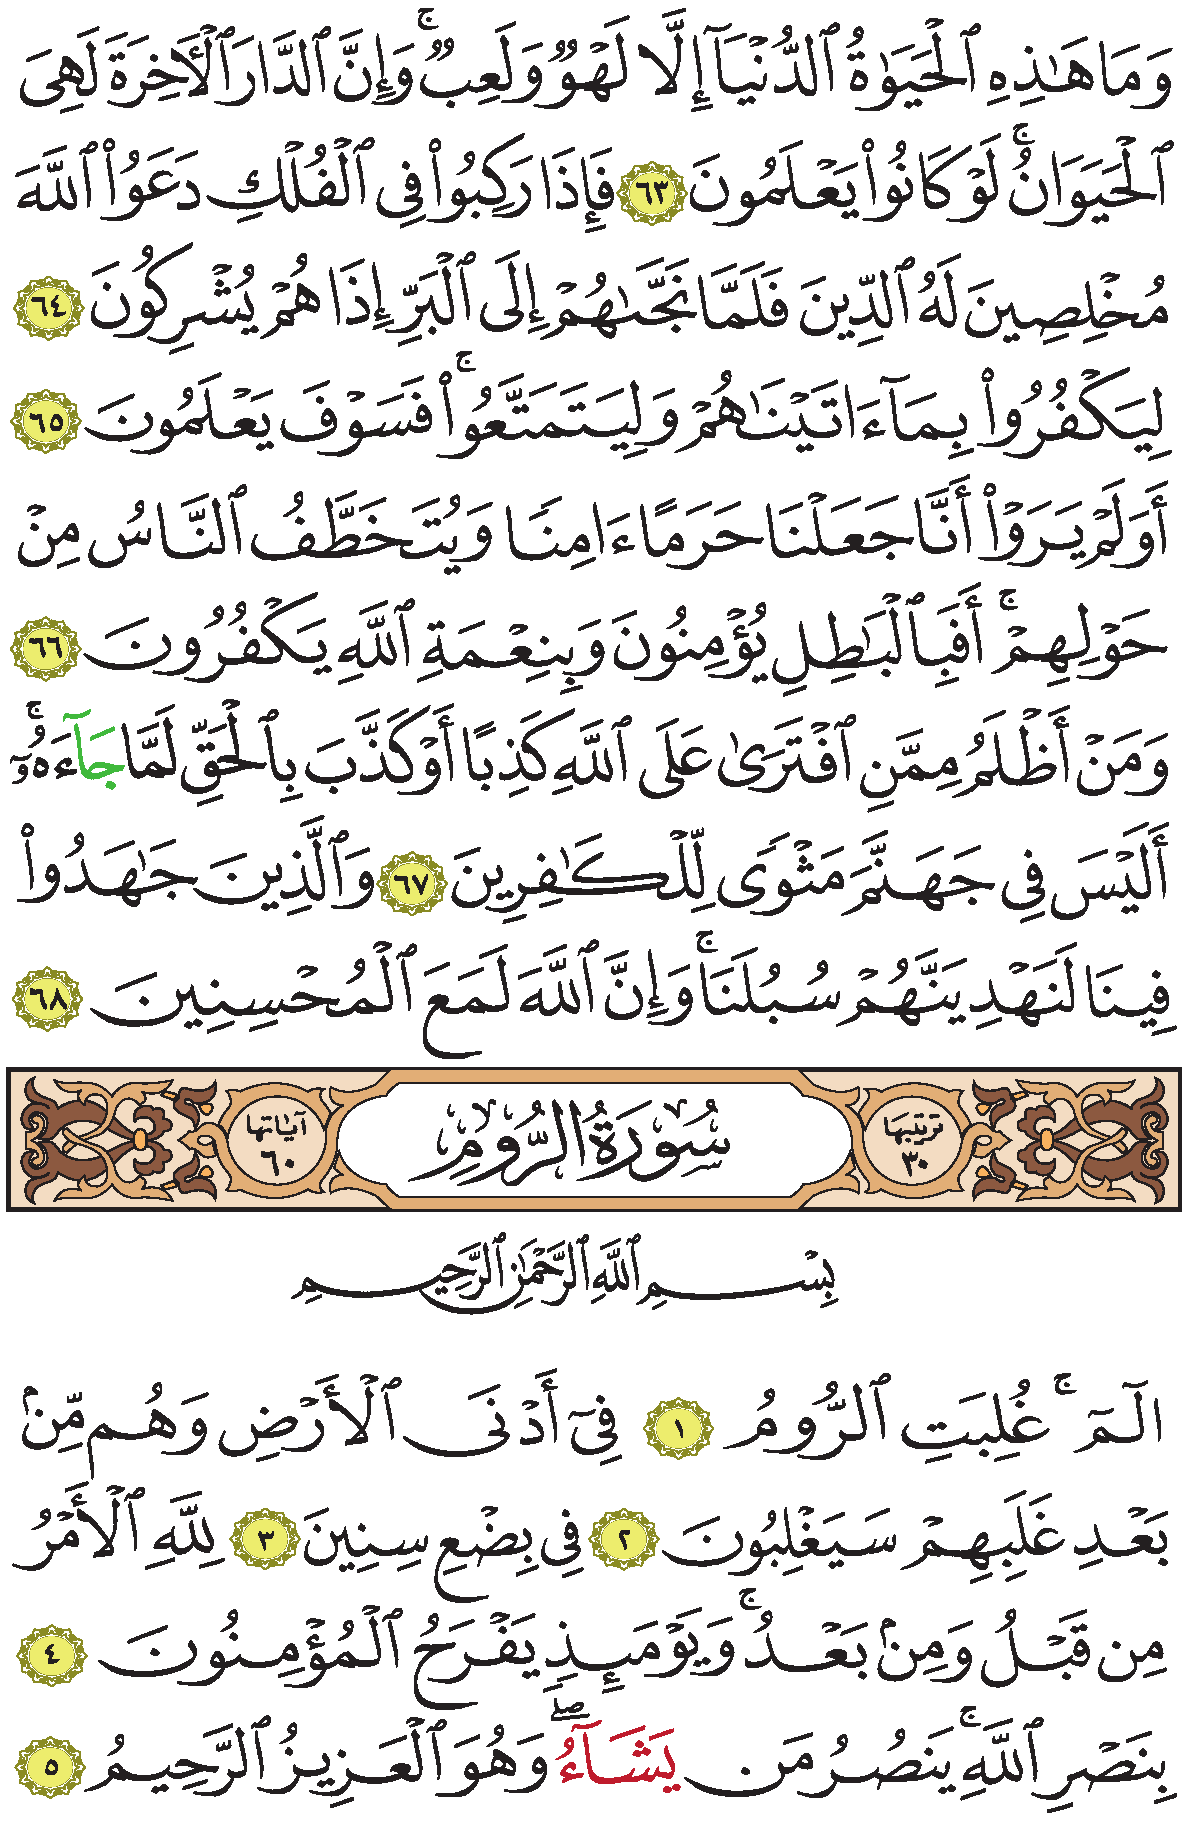 وَمَا هَٰذِهِ ٱلْحَيَوٰةُ ٱلدُّنْيَآ إِلَّا لَهْوٌ وَلَعِبٌ ۚ وَإِنَّ ٱلدَّارَ ٱلْأَخِرَةَ لَهِىَ
ٱلْحَيَوَانُ ۚ لَوْ كَانُوا۟ يَعْلَمُونَ ٦٣ فَإِذَا رَكِبُوا۟ فِى ٱلْفُلْكِ دَعَوُا۟ ٱللَّهَ
مُخْلِصِينَ لَهُ ٱلدِّينَ فَلَمَّا نَجَّىٰهُمْ إِلَى ٱلْبَرِّ إِذَا هُمْ يُشْرِكُونَ ٦٤
لِيَكْفُرُوا۟ بِمَآ ءَاتَيْنَٰهُمْ وَلِيَتَمَتَّعُوا۟ ۚ فَسَوْفَ يَعْلَمُونَ ٦٥
أَوَلَمْ يَرَوْا۟ أَنَّا جَعَلْنَا حَرَمًا ءَامِنًا وَيُتَخَطَّفُ ٱلنَّاسُ مِنْ
حَوْلِهِمْ ۚ أَفَبِالْبَٰطِلِ يُؤْمِنُونَ وَبِنِعْمَةِ ٱللَّهِ يَكْفُرُونَ ٦٦
وَمَنْ أَظْلَمُ مِمَّنِ ٱفْتَرَىٰ عَلَى ٱللَّهِ كَذِبًا أَوْ كَذَّبَ بِٱلْحَقِّ لَمَّا جَآءَهُۥٓ ۚ
أَلَيْسَ فِى جَهَنَّمَ مَثْوًى لِّلْكَٰفِرِينَ ٦٧ وَٱلَّذِينَ جَٰهَدُوا۟
فِينَا لَنَهْدِيَنَّهُمْ سُبُلَنَا ۚ وَإِنَّ ٱللَّهَ لَمَعَ ٱلْمُحْسِنِينَ ٦٨
ترتيبها ٣٠ سُورَةُ الرُّومِ آياتها ٦٠
بِسْمِ ٱللَّهِ ٱلرَّحْمَٰنِ ٱلرَّحِيمِ
الٓمٓ ۚ غُلِبَتِ ٱلرُّومُ ١ فِىٓ أَدْنَى ٱلْأَرْضِ وَهُم مِّنۢ
بَعْدِ غَلَبِهِمْ سَيَغْلِبُونَ ٢ فِى بِضْعِ سِنِينَ ٣ لِلَّهِ ٱلْأَمْرُ
مِن قَبْلُ وَمِنۢ بَعْدُ ۚ وَيَوْمَئِذٍ يَفْرَحُ ٱلْمُؤْمِنُونَ ٤
بِنَصْرِ ٱللَّهِ ۚ يَنصُرُ مَن يَشَآءُ ۖ وَهُوَ ٱلْعَزِيزُ ٱلرَّحِيمُ ٥